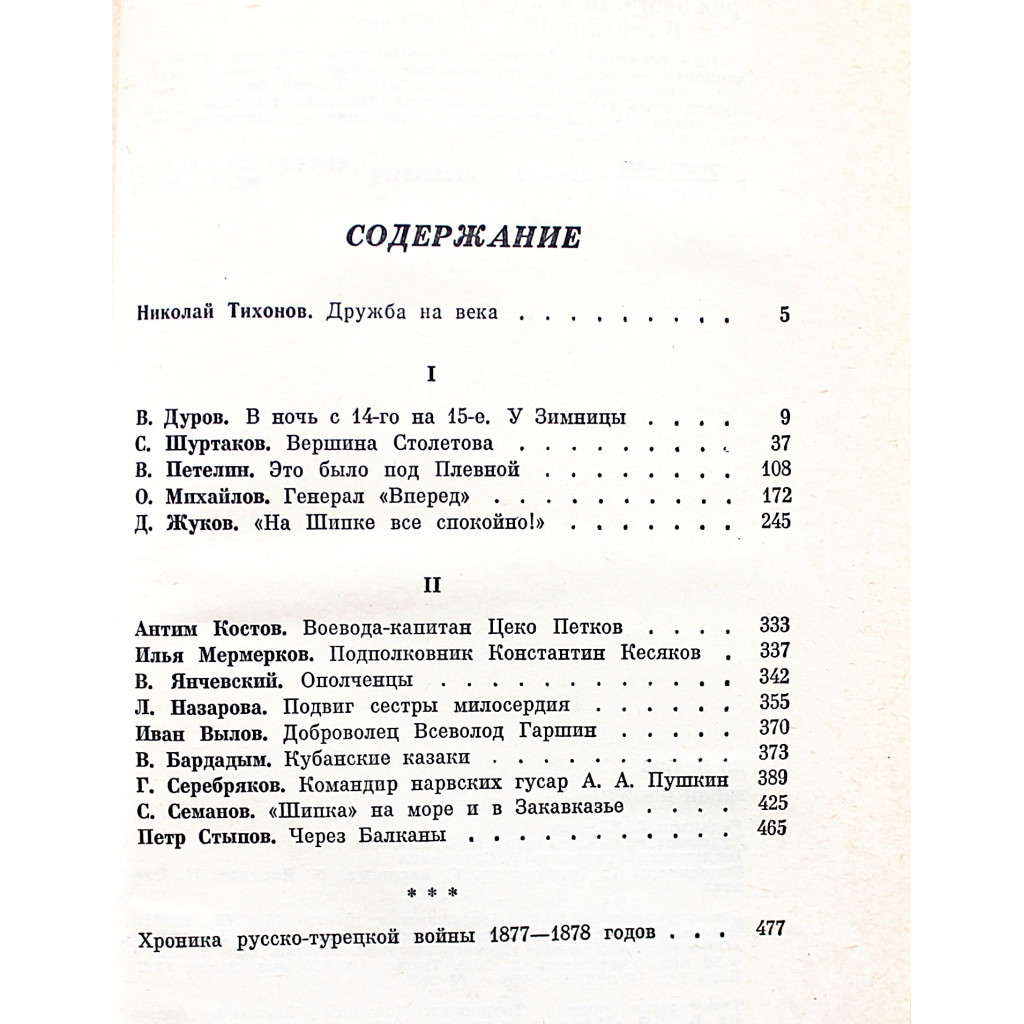 СОДЕРЖАНИЕ
Николай Тихонов. Дружба на века . . . . . . . . . 5
I
В. Дуров. В ночь с 14-го на 15-е. У Зимницы . . . . 9
С. Шуртаков. Вершина Столетова . . . . . . . . . 37
В. Петелин. Это было под Плевной . . . . . . . . 108
О. Михайлов. Генерал «Вперед» . . . . . . . . . . 172
Д. Жуков. «На Шипке все спокойно!» . . . . . . . 245
II
Антим Костов. Воевода-капитан Цеко Петков . . . . 333
Илья Мермерков. Подполковник Константин Кесяков . 337
В. Янчевский. Ополченцы . . . . . . . . . . . . 342
Л. Назарова. Подвиг сестры милосердия . . . . . . 355
Иван Вылов. Доброволец Всеволод Гаршин . . . . . 370
В. Бардадым. Кубанские казаки . . . . . . . . . . 373
Г. Серебряков. Командир нарвских гусар А. А. Пушкин 389
С. Семанов. «Шипка» на море и в Закавказье . . . . 425
Петр Стыпов. Через Балканы . . . . . . . . . . . 465
* * *
Хроника русско-турецкой войны 1877—1878 годов . . . 477